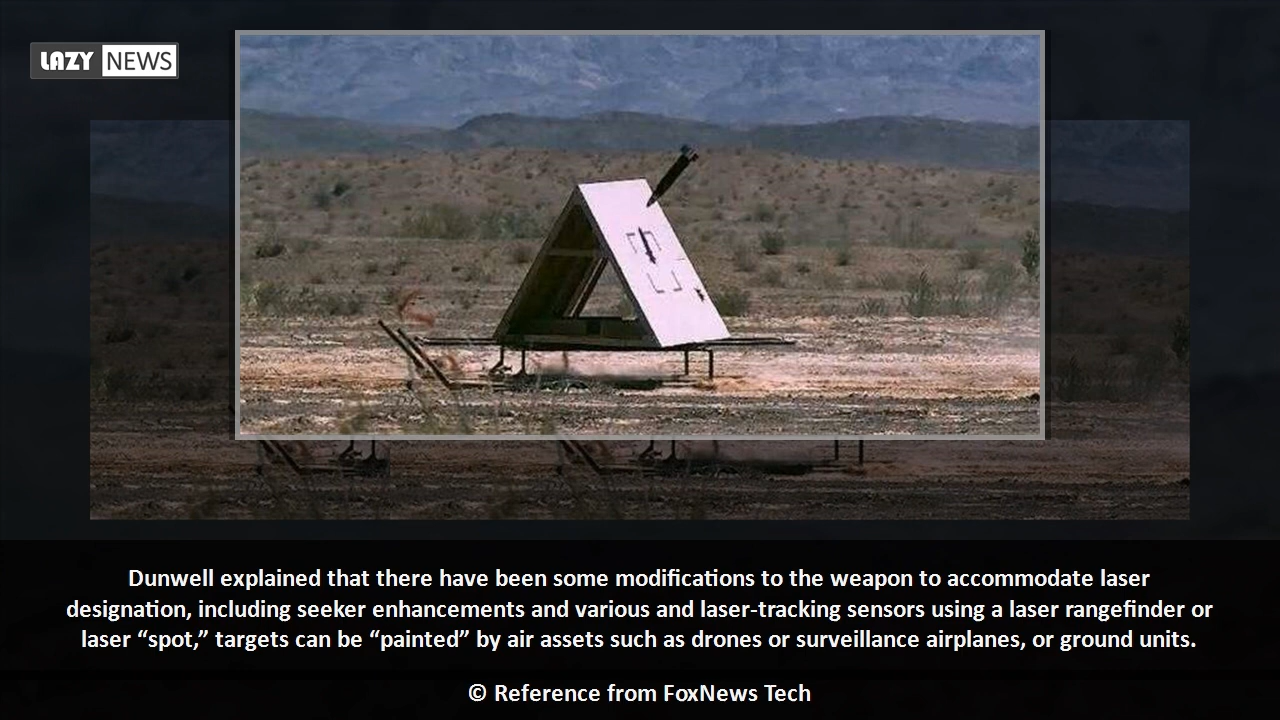 LAZY NEWS
Dunwell explained that there have been some modifications to the weapon to accommodate laser
designation, including seeker enhancements and various and laser-tracking sensors using a laser rangefinder or
laser “spot,” targets can be “painted” by air assets such as drones or surveillance airplanes, or ground units.
© Reference from FoxNews Tech